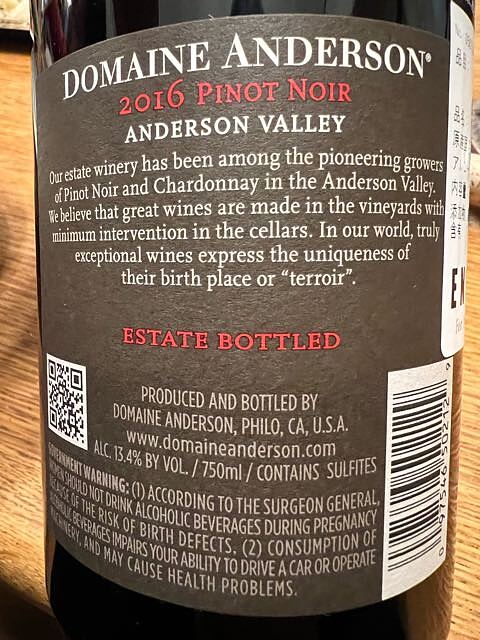 DOMAINE ANDERSON®
2016 PINOT NOIR
ANDERSON VALLEY
Our estate winery has been among the pioneering growers
of Pinot Noir and Chardonnay in the Anderson Valley.
We believe that great wines are made in the vineyards with
minimum intervention in the cellars. In our world, truly
exceptional wines express the uniqueness of
their birth place or “terroir”.
ESTATE BOTTLED
PRODUCED AND BOTTLED BY
DOMAINE ANDERSON, PHILO, CA, U.S.A.
www.domaineanderson.com
ALC. 13.4% BY VOL. / 750ml / CONTAINS SULFITES
GOVERNMENT WARNING: (1) ACCORDING TO THE SURGEON GENERAL,
WOMEN SHOULD NOT DRINK ALCOHOLIC BEVERAGES DURING PREGNANCY
BECAUSE OF THE RISK OF BIRTH DEFECTS. (2) CONSUMPTION OF
ALCOHOLIC BEVERAGES IMPAIRS YOUR ABILITY TO DRIVE A CAR OR OPERATE
MACHINERY, AND MAY CAUSE HEALTH PROBLEMS.
0 97546 50212 9